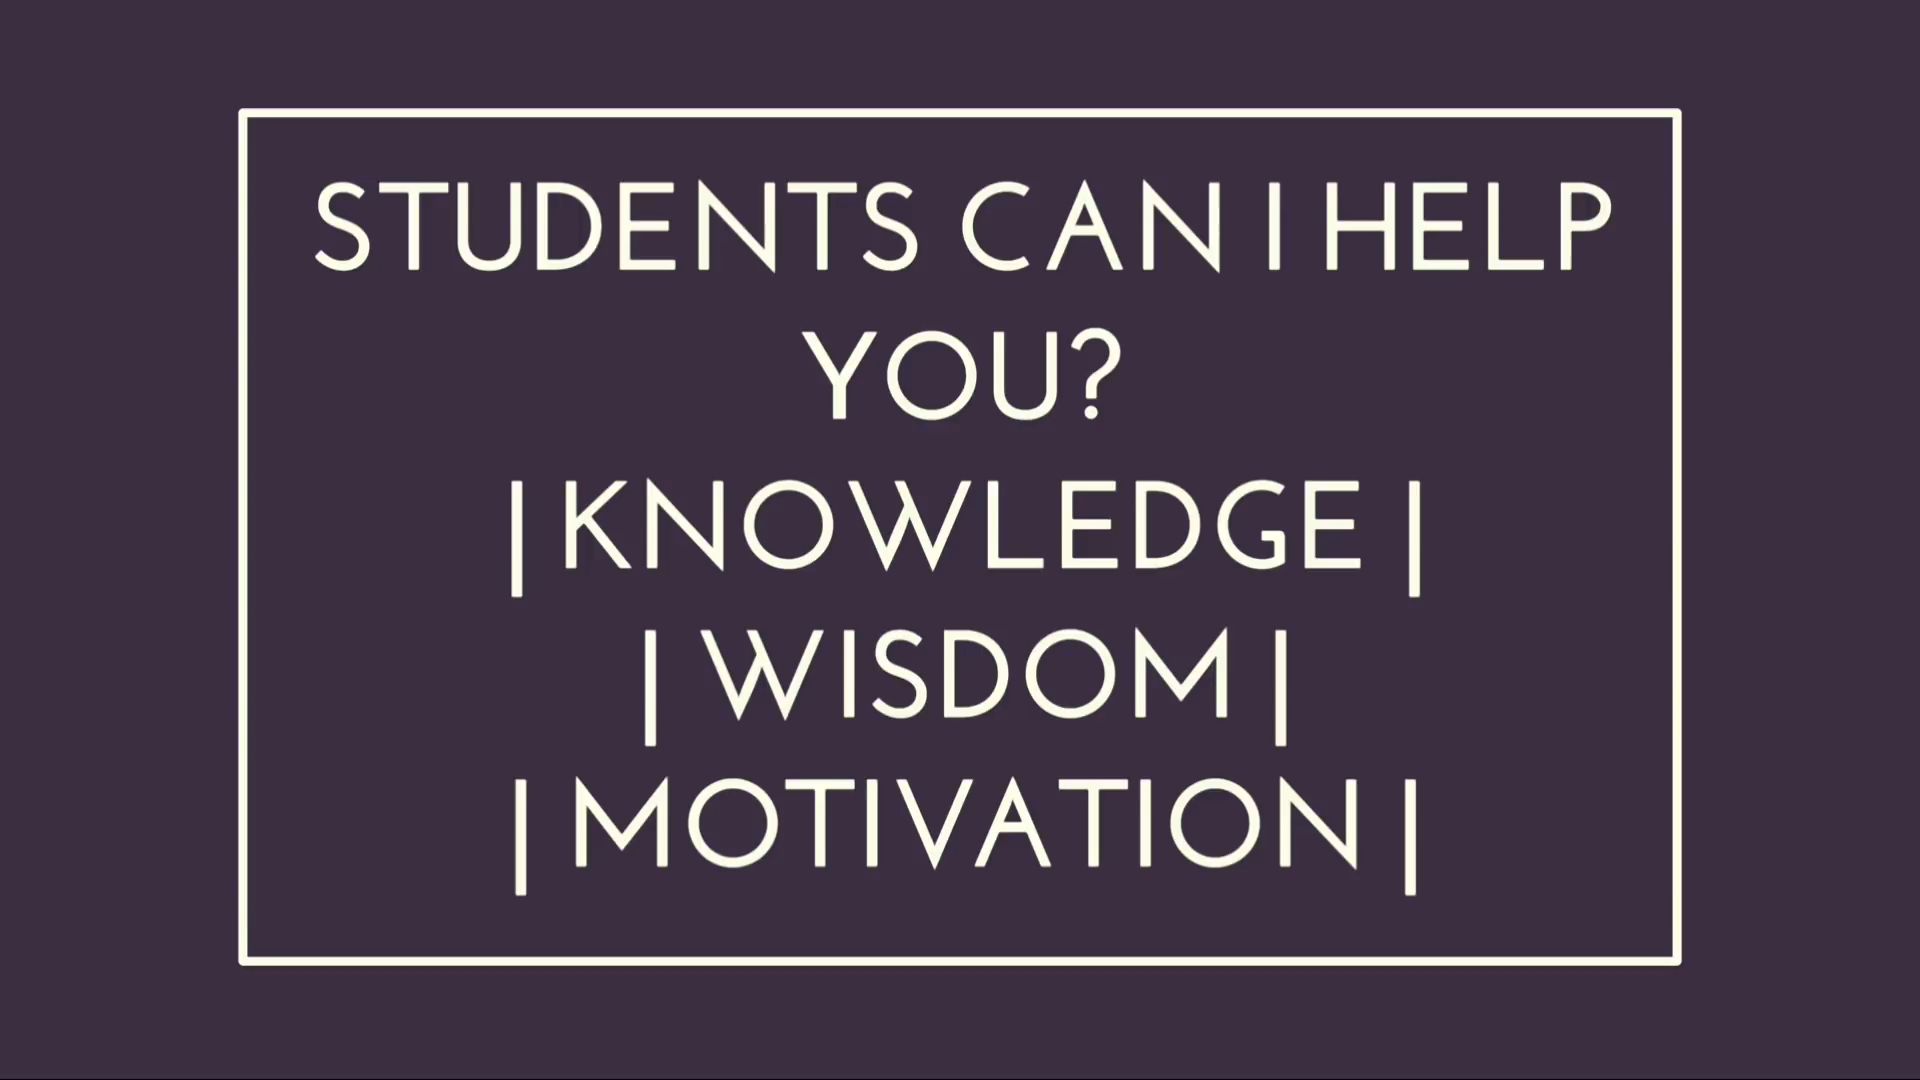 STUDENTS CAN I HELP
YOU?
| KNOWLEDGE |
| WISDOM |
| MOTIVATION |